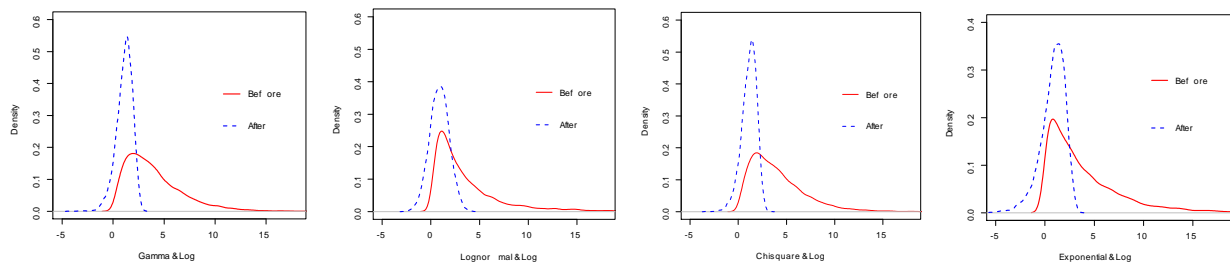 Density
0.0 0.1 0.2 0.3 0.4 0.5 0.6
Bef ore
After
-5 0 5 10 15
Gamma & Log
Density
0.0 0.1 0.2 0.3 0.4 0.5 0.6
Bef ore
After
-5 0 5 10 15
Lognor mal & Log
Density
0.0 0.1 0.2 0.3 0.4 0.5 0.6
Bef ore
After
-5 0 5 10 15
Chisquare & Log
Density
0.0 0.1 0.2 0.3 0.4
Bef ore
After
-5 0 5 10 15
Exponential & Log